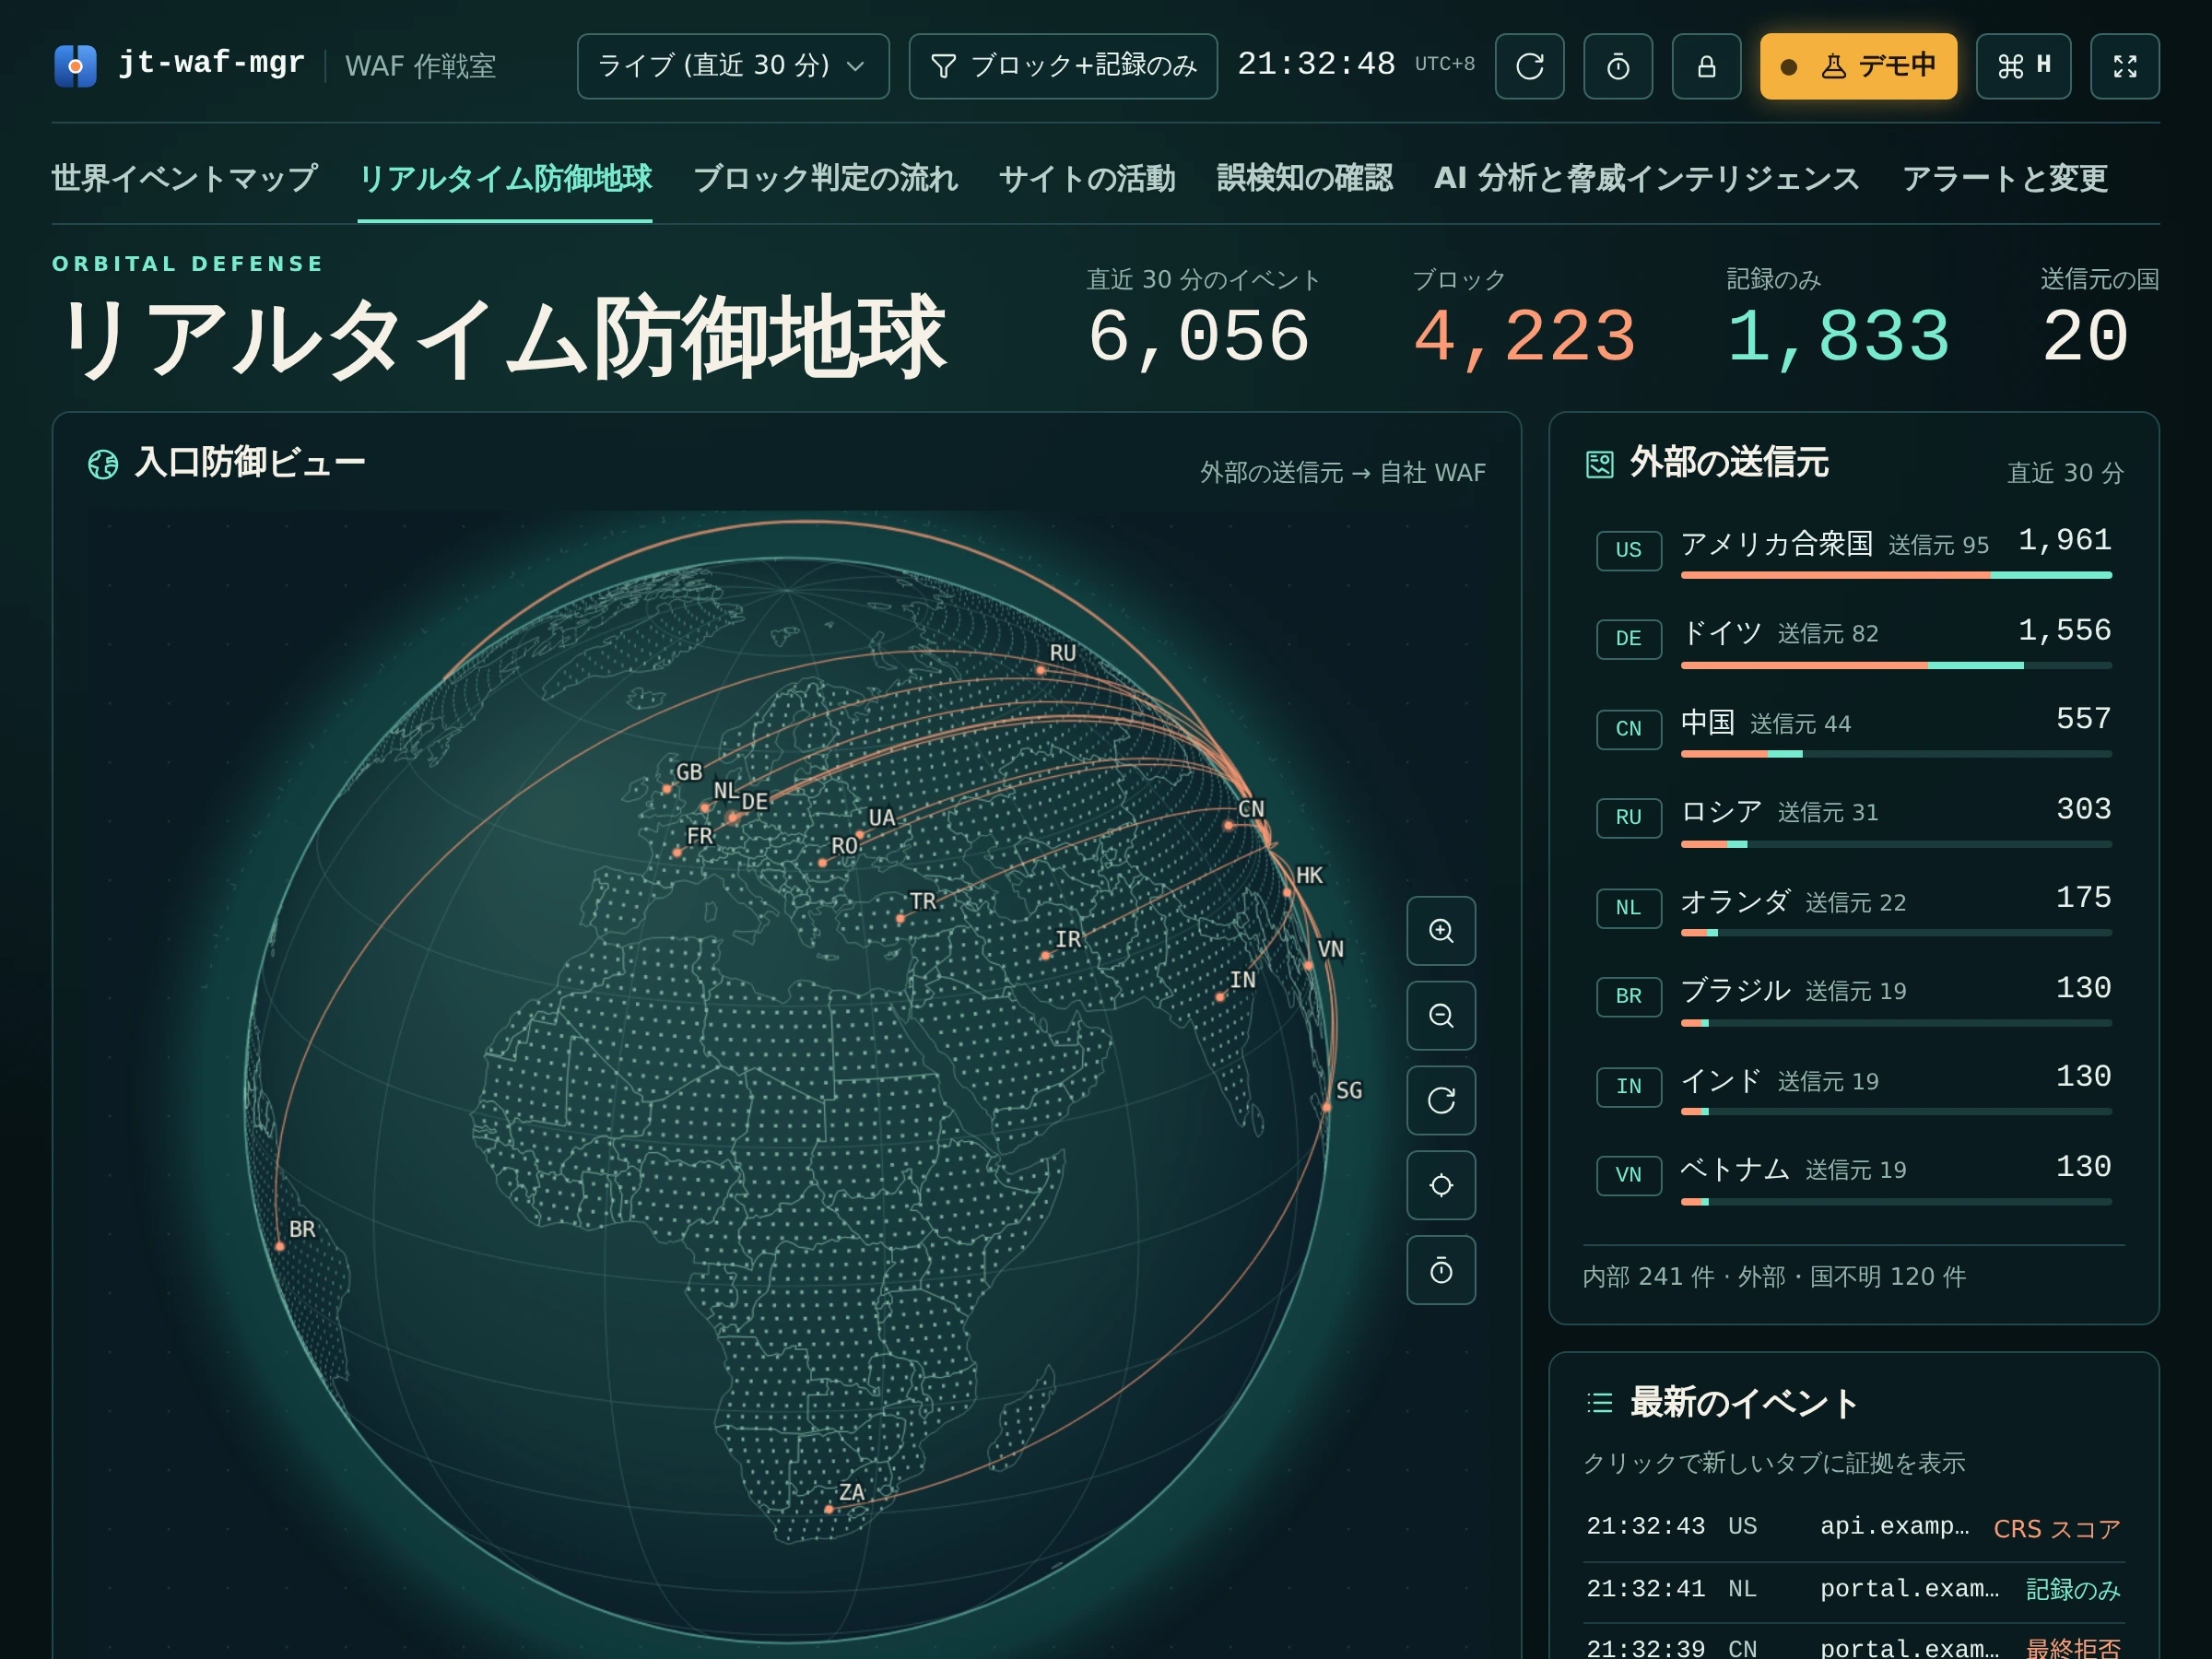 jt-waf-mgr
WAF 作戦室
ライブ (直近 30 分)
ブロック+記録のみ
21:32:48 UTC+8
デモ中
⌘ H
世界イベントマップ
リアルタイム防御地球
ブロック判定の流れ
サイトの活動
誤検知の確認
AI 分析と脅威インテリジェンス
アラートと変更
ORBITAL DEFENSE
リアルタイム防御地球
直近 30 分のイベント
6,056
ブロック
4,223
記録のみ
1,833
送信元の国
20
入口防御ビュー
外部の送信元 → 自社 WAF
RU
GB
NL
DE
FR
UA
RO
CN
HK
TR
IR
VN
IN
SG
BR
ZA
外部の送信元
直近 30 分
US アメリカ合衆国 送信元 95 1,961
DE ドイツ 送信元 82 1,556
CN 中国 送信元 44 557
RU ロシア 送信元 31 303
NL オランダ 送信元 22 175
BR ブラジル 送信元 19 130
IN インド 送信元 19 130
VN ベトナム 送信元 19 130
内部 241 件 · 外部・国不明 120 件
最新のイベント
クリックで新しいタブに証拠を表示
21:32:43 US api.examp… CRS スコア
21:32:41 NL portal.exam… 記録のみ
21:32:39 CN portal.exam… 最終拒否